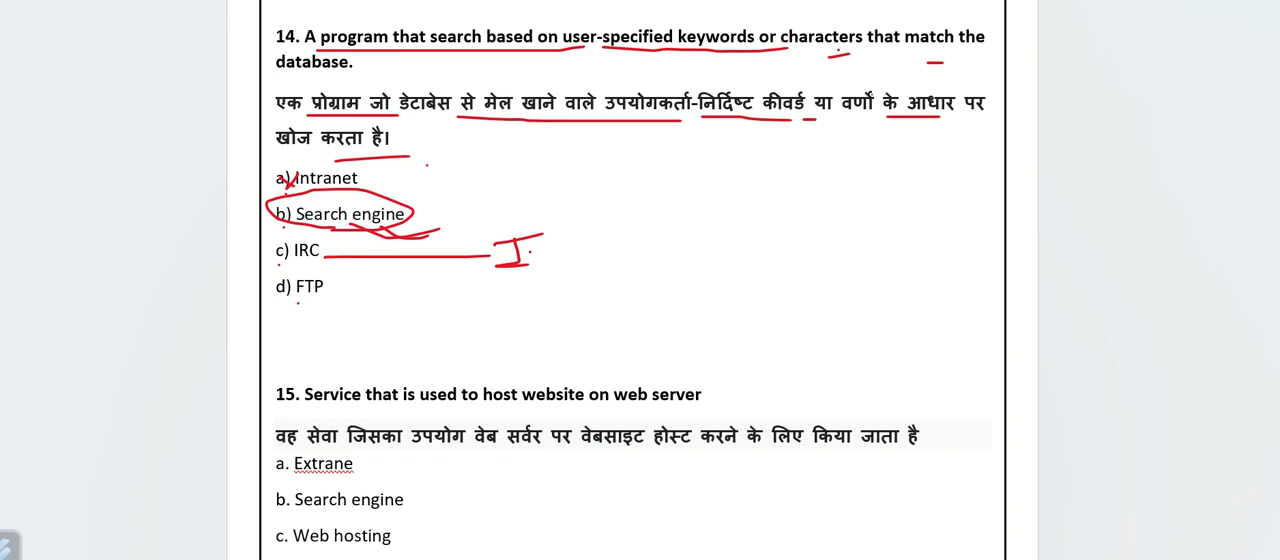 14. A program that search based on user-specified keywords or characters that match the
database.
एक प्रोग्राम जो डेटाबेस से मेल खाने वाले उपयोगकर्ता-निर्दिष्ट कीवर्ड या वर्णों के आधार पर
खोज करता है।
a) Intranet
b) Search engine
c) IRC I
d) FTP
15. Service that is used to host website on web server
वह सेवा जिसका उपयोग वेब सर्वर पर वेबसाइट होस्ट करने के लिए किया जाता है
a. Extrane
b. Search engine
c. Web hosting